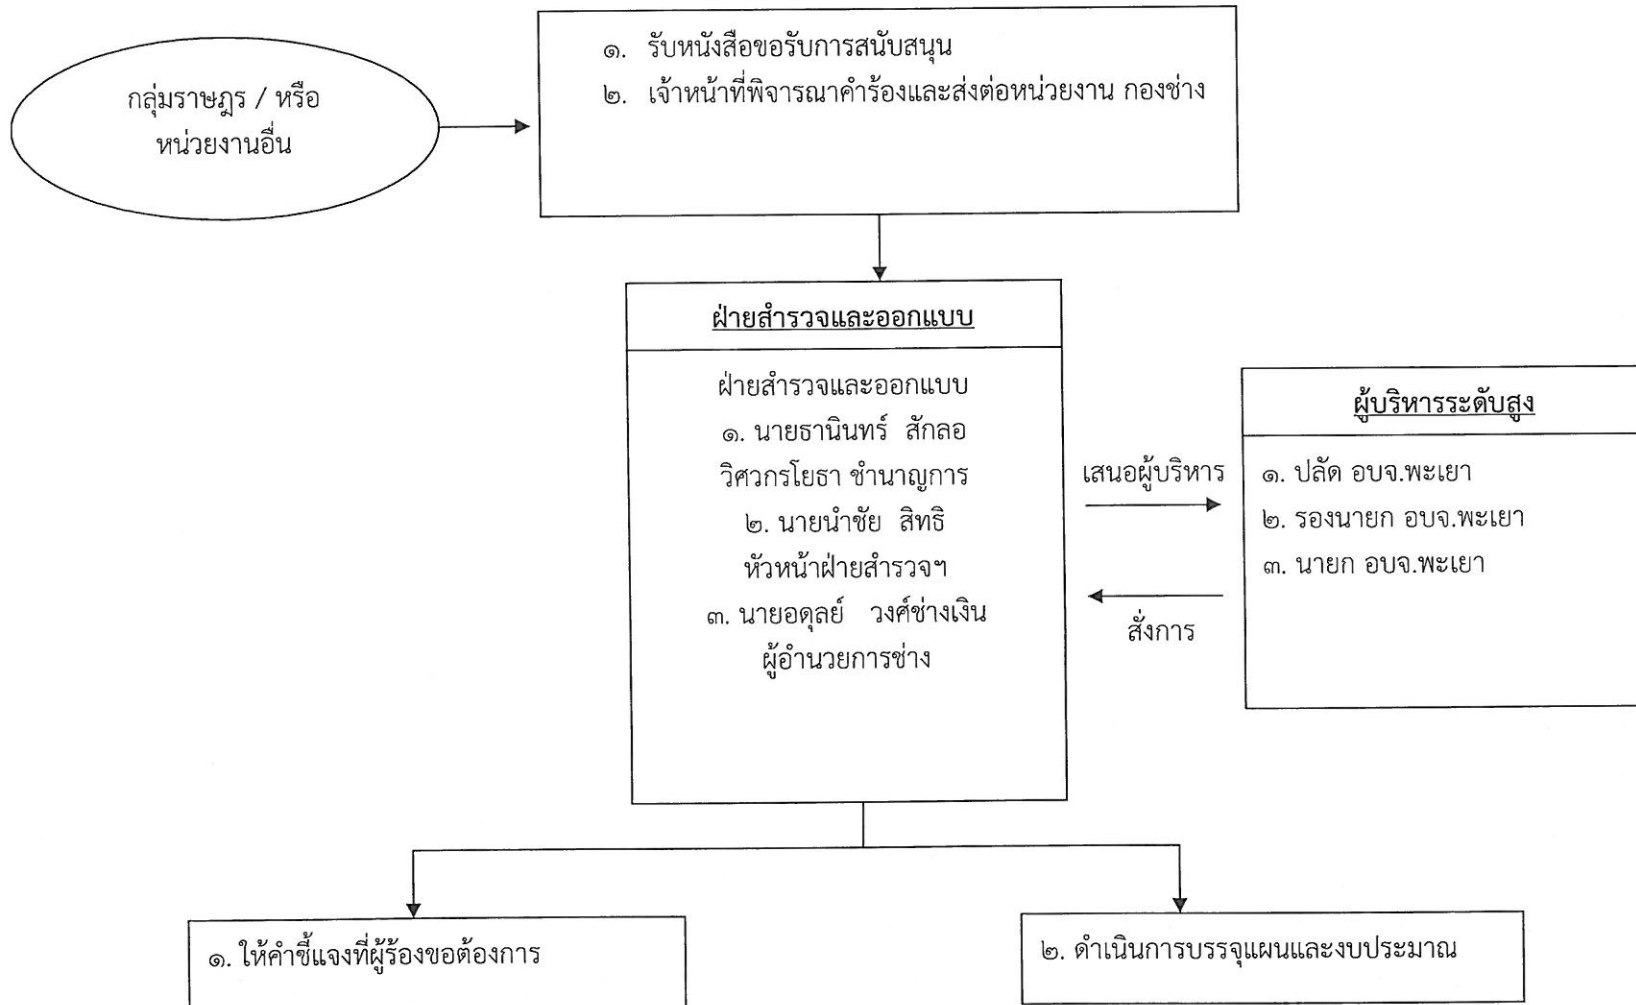 กลุ่มราษฎร / หรือ
หน่วยงานอื่น
๑. รับหนังสือขอรับการสนับสนุน
๒. เจ้าหน้าที่พิจารณาคำร้องและส่งต่อหน่วยงาน กองช่าง
ฝ่ายสำรวจและออกแบบ
ฝ่ายสำรวจและออกแบบ
๑. นายธานินทร์ สักลอ
วิศวกรโยธา ชำนาญการ
๒. นายนำชัย สิทธิ
หัวหน้าฝ่ายสำรวจฯ
๓. นายอดุลย์ วงศ์ช่างเงิน
ผู้อำนวยการช่าง
เสนอผู้บริหาร
สั่งการ
ผู้บริหารระดับสูง
๑. ปลัด อบจ.พะเยา
๒. รองนายก อบจ.พะเยา
๓. นายก อบจ.พะเยา
๑. ให้คำชี้แจงที่ผู้ร้องขอต้องการ
๒. ดำเนินการบรรจุแผนและงบประมาณ